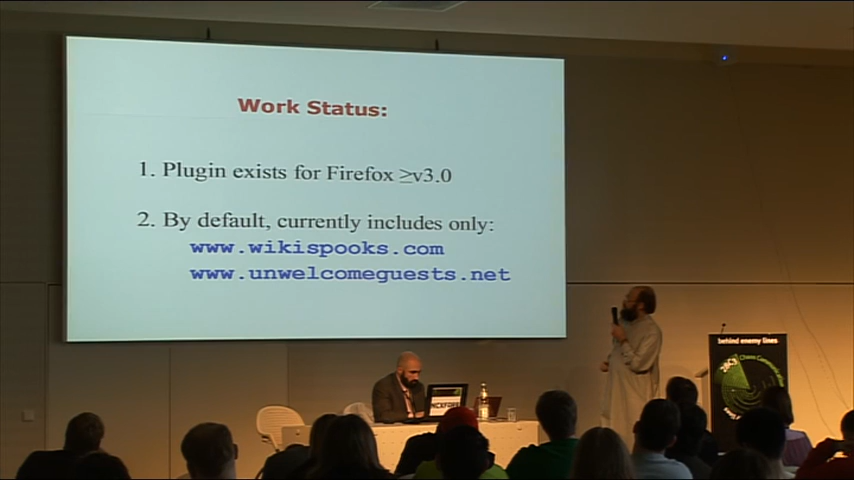 Work Status:
1. Plugin exists for Firefox ≥v3.0
2. By default, currently includes only:
www.wikispooks.com
www.unwelcomeguests.net
behind enemy lines